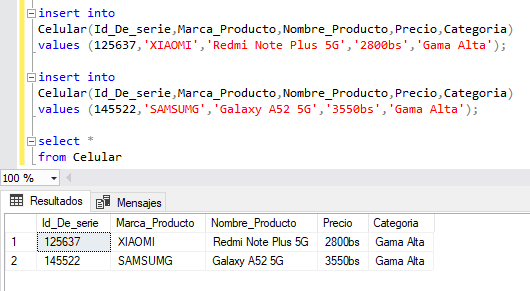 insert into
Celular(Id_De_serie,Marca_Producto,Nombre_Producto,Precio,Categoria)
values (125637,'XIAOMI','Redmi Note Plus 5G','2800bs','Gama Alta');
insert into
Celular(Id_De_serie,Marca_Producto,Nombre_Producto,Precio,Categoria)
values (145522,'SAMSUMG','Galaxy A52 5G','3550bs','Gama Alta');
select *
from Celular
100 %
Resultados Mensajes
Id_De_serie Marca_Producto Nombre_Producto Precio Categoria
1 125637 XIAOMI Redmi Note Plus 5G 2800bs Gama Alta
2 145522 SAMSUMG Galaxy A52 5G 3550bs Gama Alta